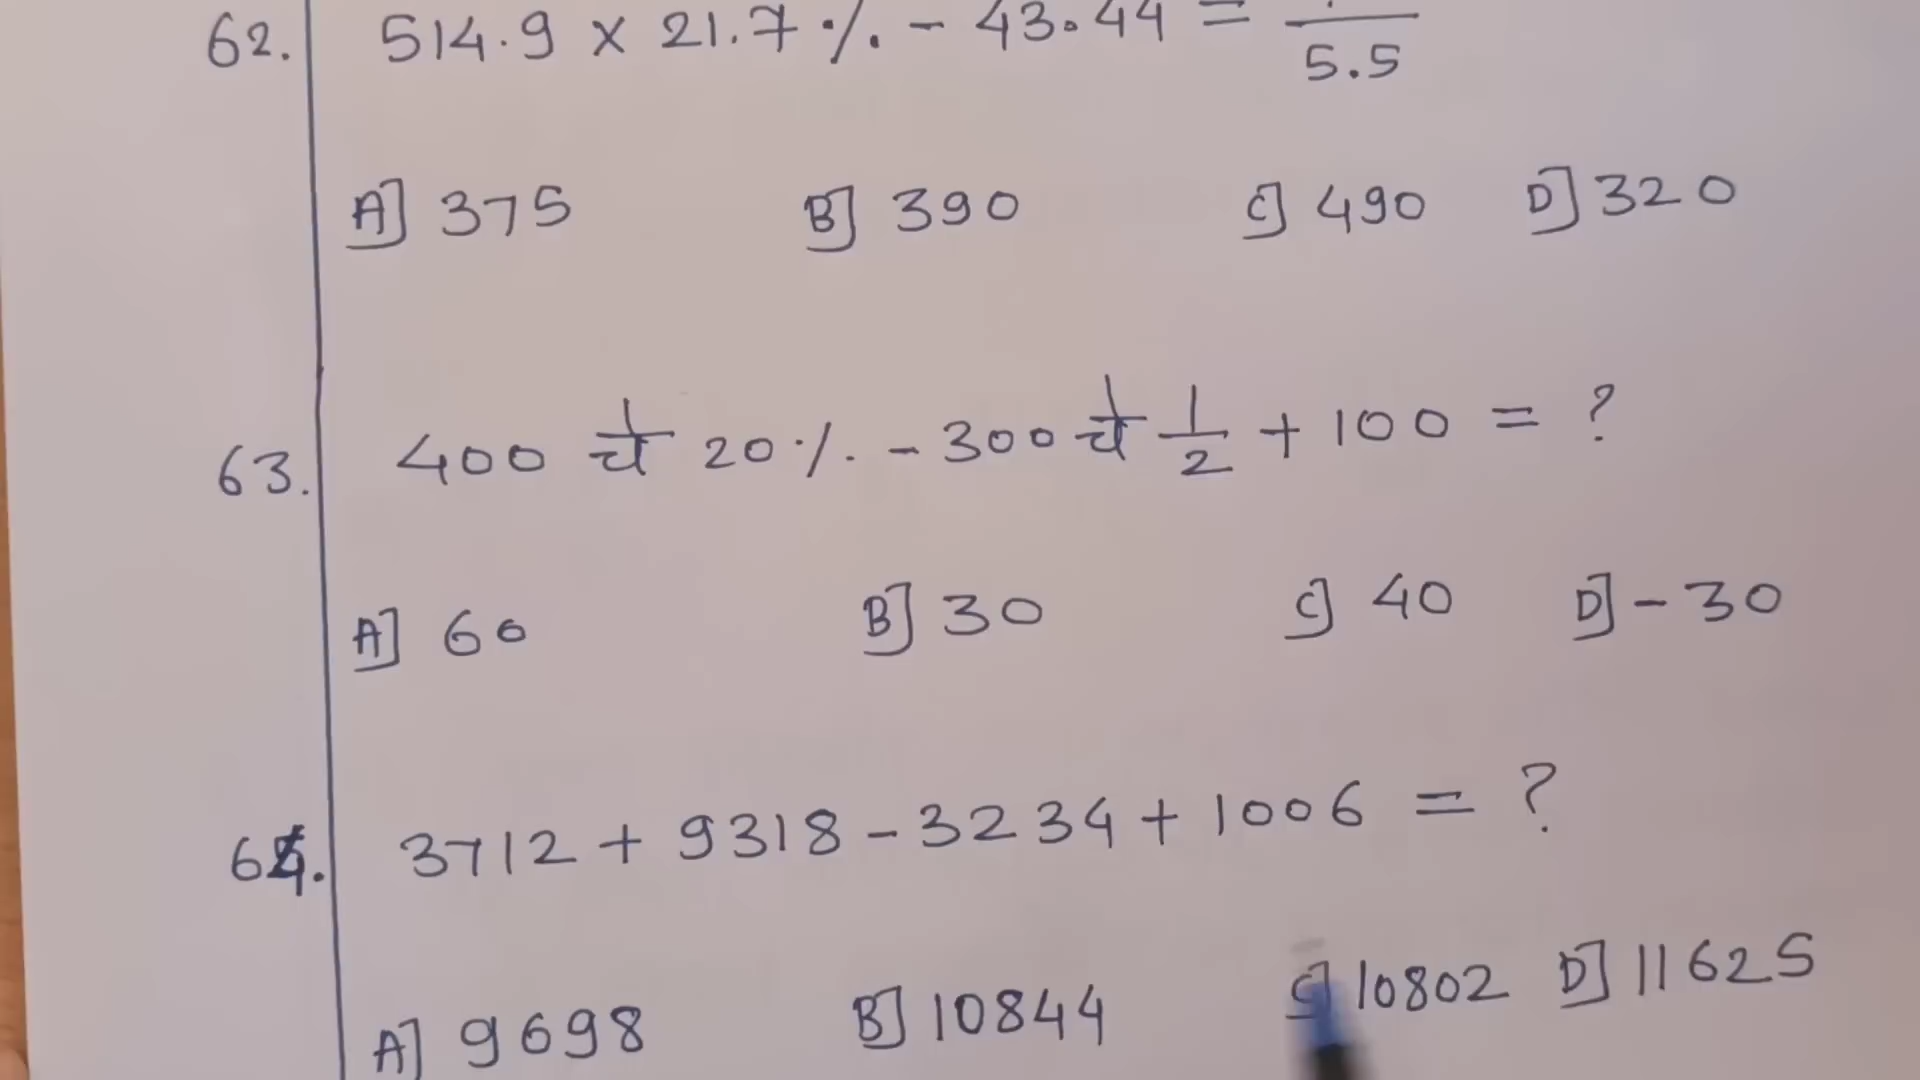 62. 514.9 × 21.7 %. - 43.44 = ?/5.5
A] 375 B] 390 C] 490 D] 320
63. 400 चे 20 %. - 300 चे 1/2 + 100 = ?
A] 60 B] 30 C] 40 D] - 30
64. 3712 + 9318 - 3234 + 1006 = ?
A] 9698 B] 10844 C] 10802 D] 11625